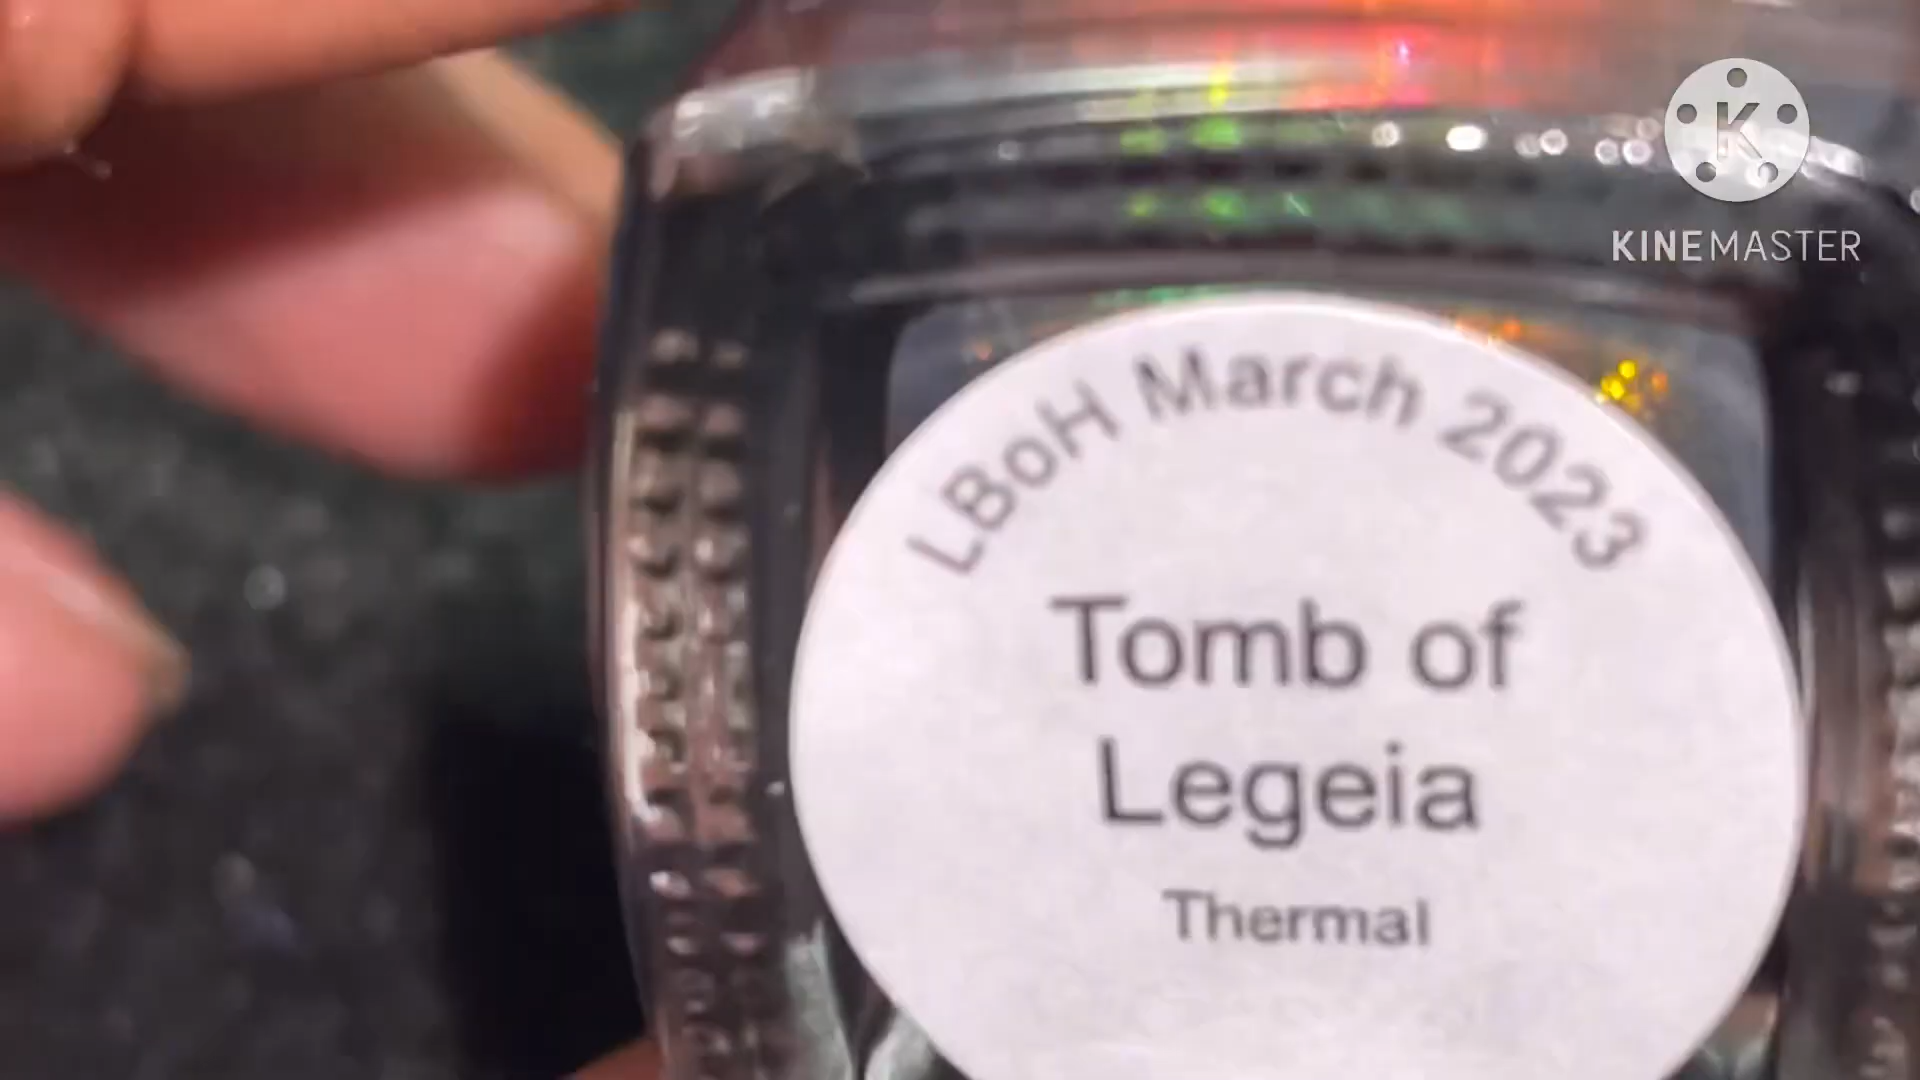 KINEMASTER
LBoH March 2023
Tomb of
Legeia
Thermal